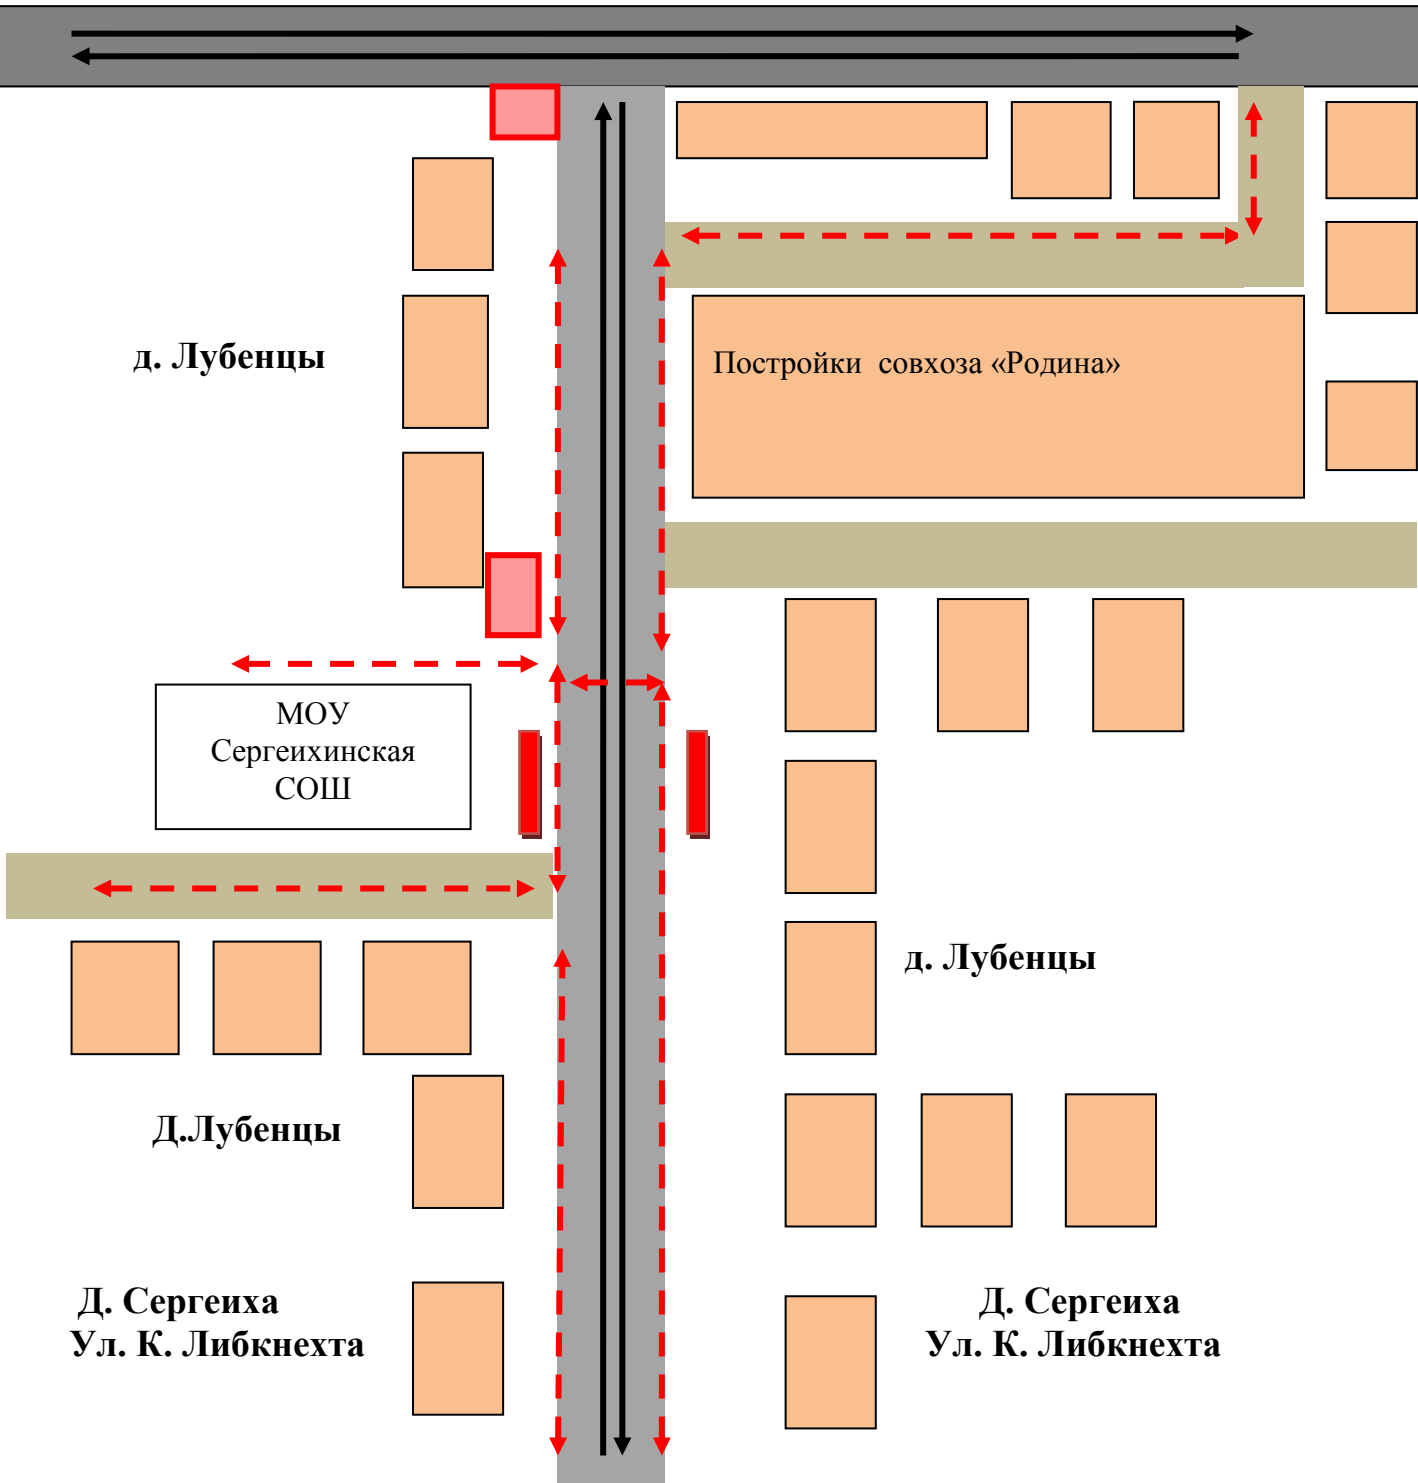 д. Лубенцы
Постройки совхоза «Родина»
МОУ
Сергеихинская
СОШ
д. Лубенцы
Д.Лубенцы
Д. Сергеиха
Ул. К. Либкнехта
Д. Сергеиха
Ул. К. Либкнехта